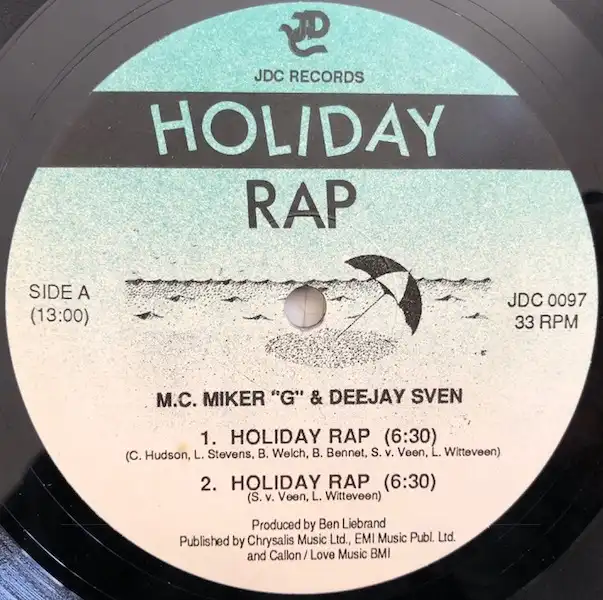 JD
JDC RECORDS
HOLIDAY
RAP
SIDE A
(13:00)
JDC 0097
33 RPM
M.C. MIKER "G" & DEEJAY SVEN
1. HOLIDAY RAP (6:30)
(C. Hudson, L. Stevens, B. Welch, B. Bennet, S. v. Veen, L. Witteveen)
2. HOLIDAY RAP (6:30)
(S. v. Veen, L. Witteveen)
Produced by Ben Liebrand
Published by Chrysalis Music Ltd., EMI Music Publ. Ltd.
and Callon / Love Music BMI